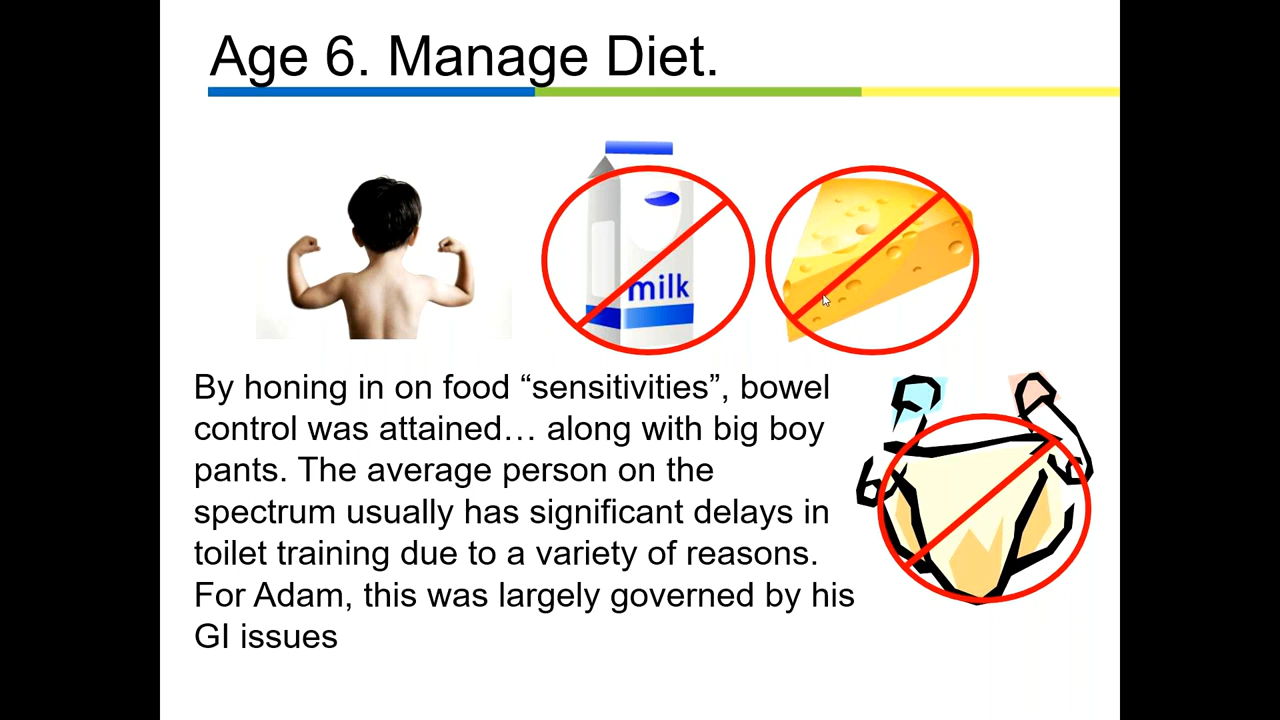 Age 6. Manage Diet.
milk
By honing in on food “sensitivities”, bowel
control was attained… along with big boy
pants. The average person on the
spectrum usually has significant delays in
toilet training due to a variety of reasons.
For Adam, this was largely governed by his
GI issues